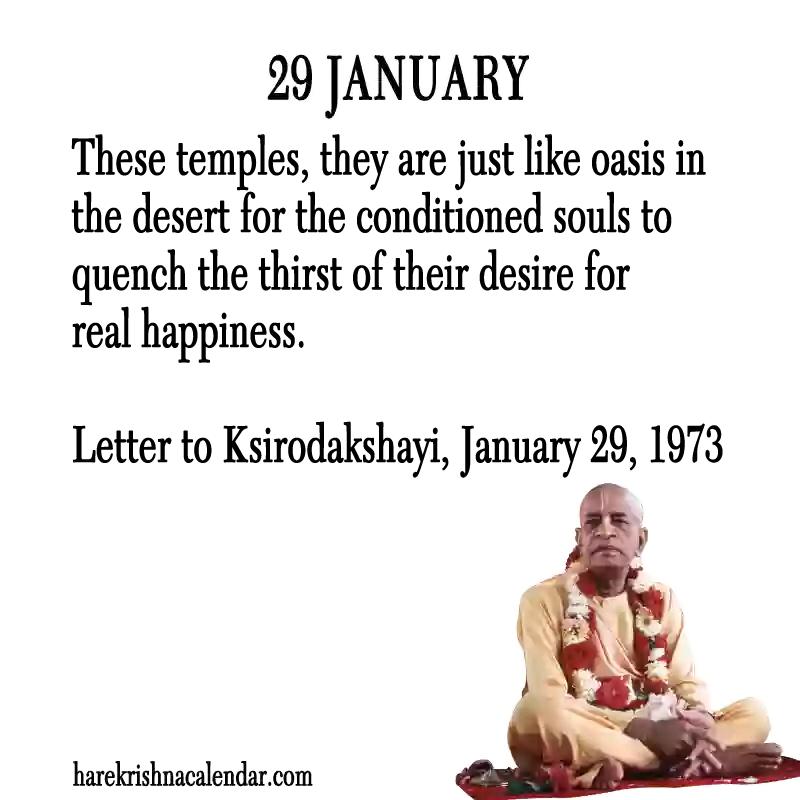 29 JANUARY
These temples, they are just like oasis in
the desert for the conditioned souls to
quench the thirst of their desire for
real happiness.
Letter to Ksirodakshayi, January 29, 1973
harekrishnacalendar.com